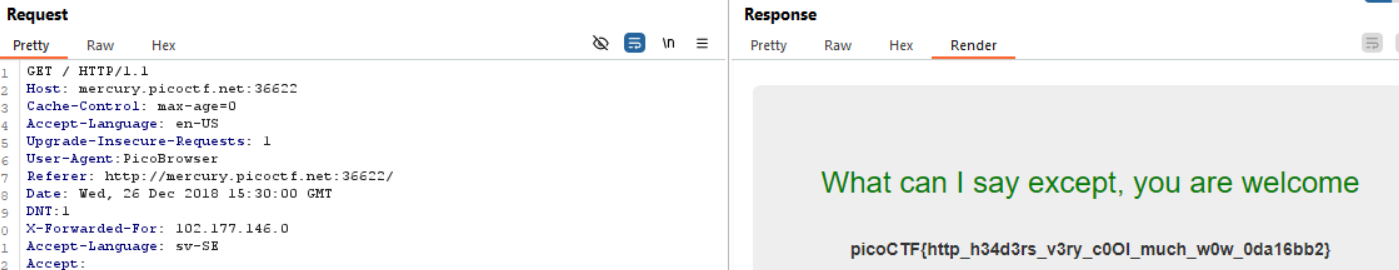 Request
Pretty Raw Hex
\n
1 GET / HTTP/1.1
2 Host: mercury.picoctf.net:36622
3 Cache-Control: max-age=0
4 Accept-Language: en-US
5 Upgrade-Insecure-Requests: 1
6 User-Agent:PicoBrowser
7 Referer: http://mercury.picoctf.net:36622/
8 Date: Wed, 26 Dec 2018 15:30:00 GMT
9 DNT:1
0 X-Forwarded-For: 102.177.146.0
1 Accept-Language: sv-SE
2 Accept:
Response
Pretty Raw Hex Render
What can I say except, you are welcome
picoCTF{http_h34d3rs_v3ry_c0Ol_much_w0w_0da16bb2}